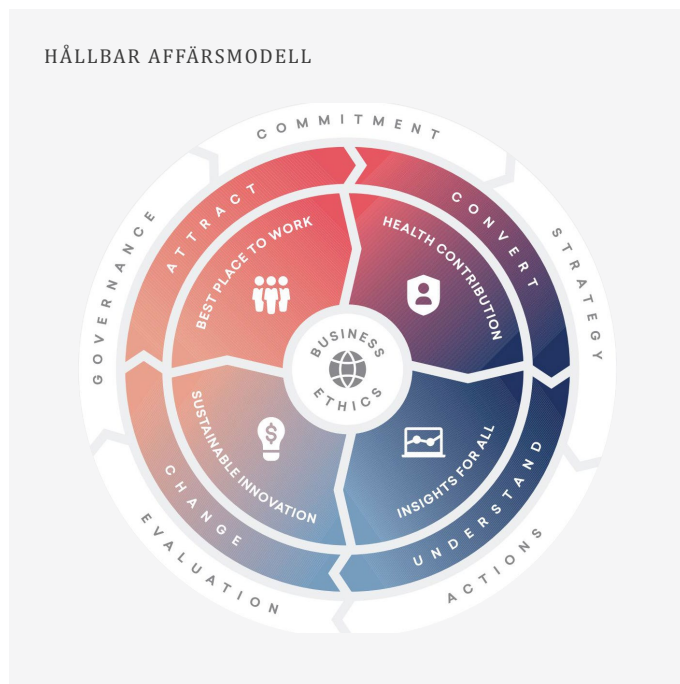 HÅLLBAR AFFÄRSMODELL
COMMITMENT
STRATEGY
ACTIONS
EVALUATION
GOVERNANCE
ATTRACT
CONVERT
UNDERSTAND
CHANGE
BEST PLACE TO WORK
HEALTH CONTRIBUTION
INSIGHTS FOR ALL
SUSTAINABLE INNOVATION
$
BUSINESS
ETHICS